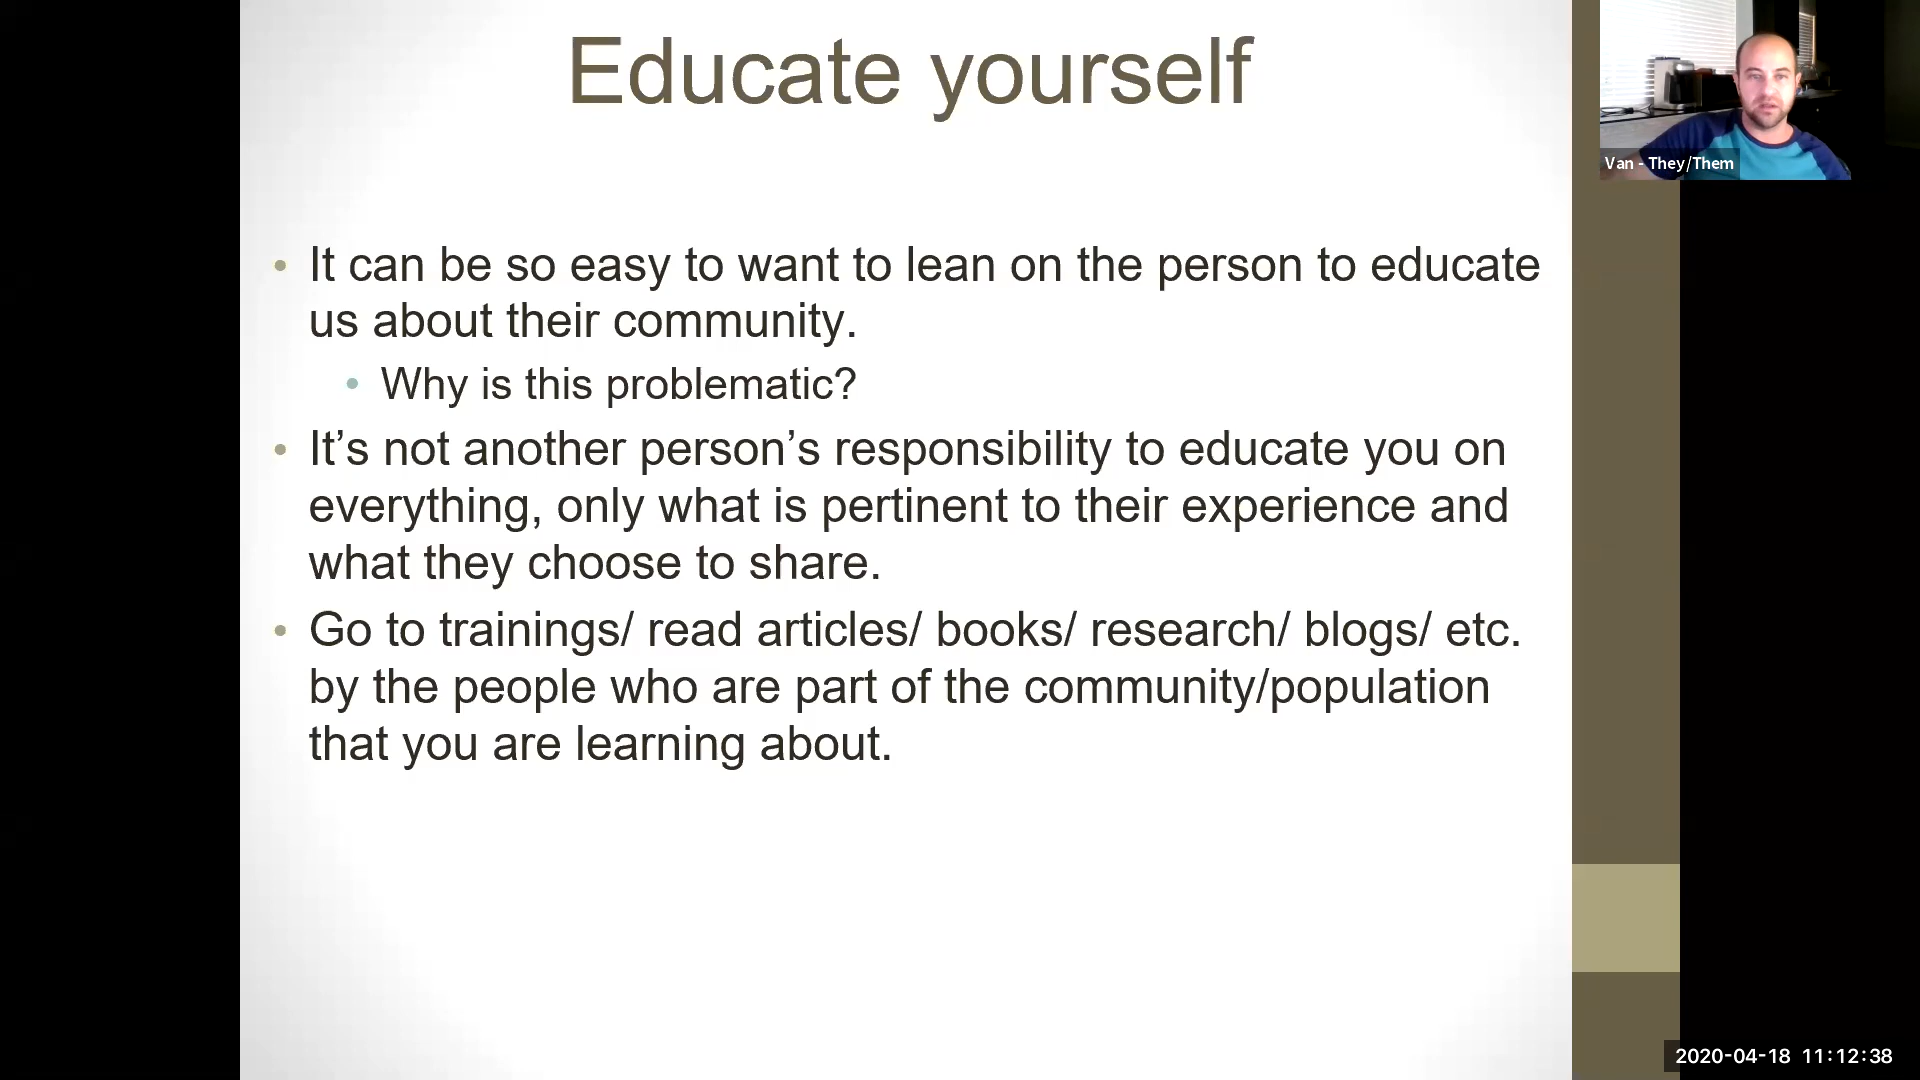 Educate yourself
Van - They/Them
• It can be so easy to want to lean on the person to educate
us about their community.
• Why is this problematic?
• It’s not another person’s responsibility to educate you on
everything, only what is pertinent to their experience and
what they choose to share.
• Go to trainings/ read articles/ books/ research/ blogs/ etc.
by the people who are part of the community/population
that you are learning about.
2020-04-18 11:12:38